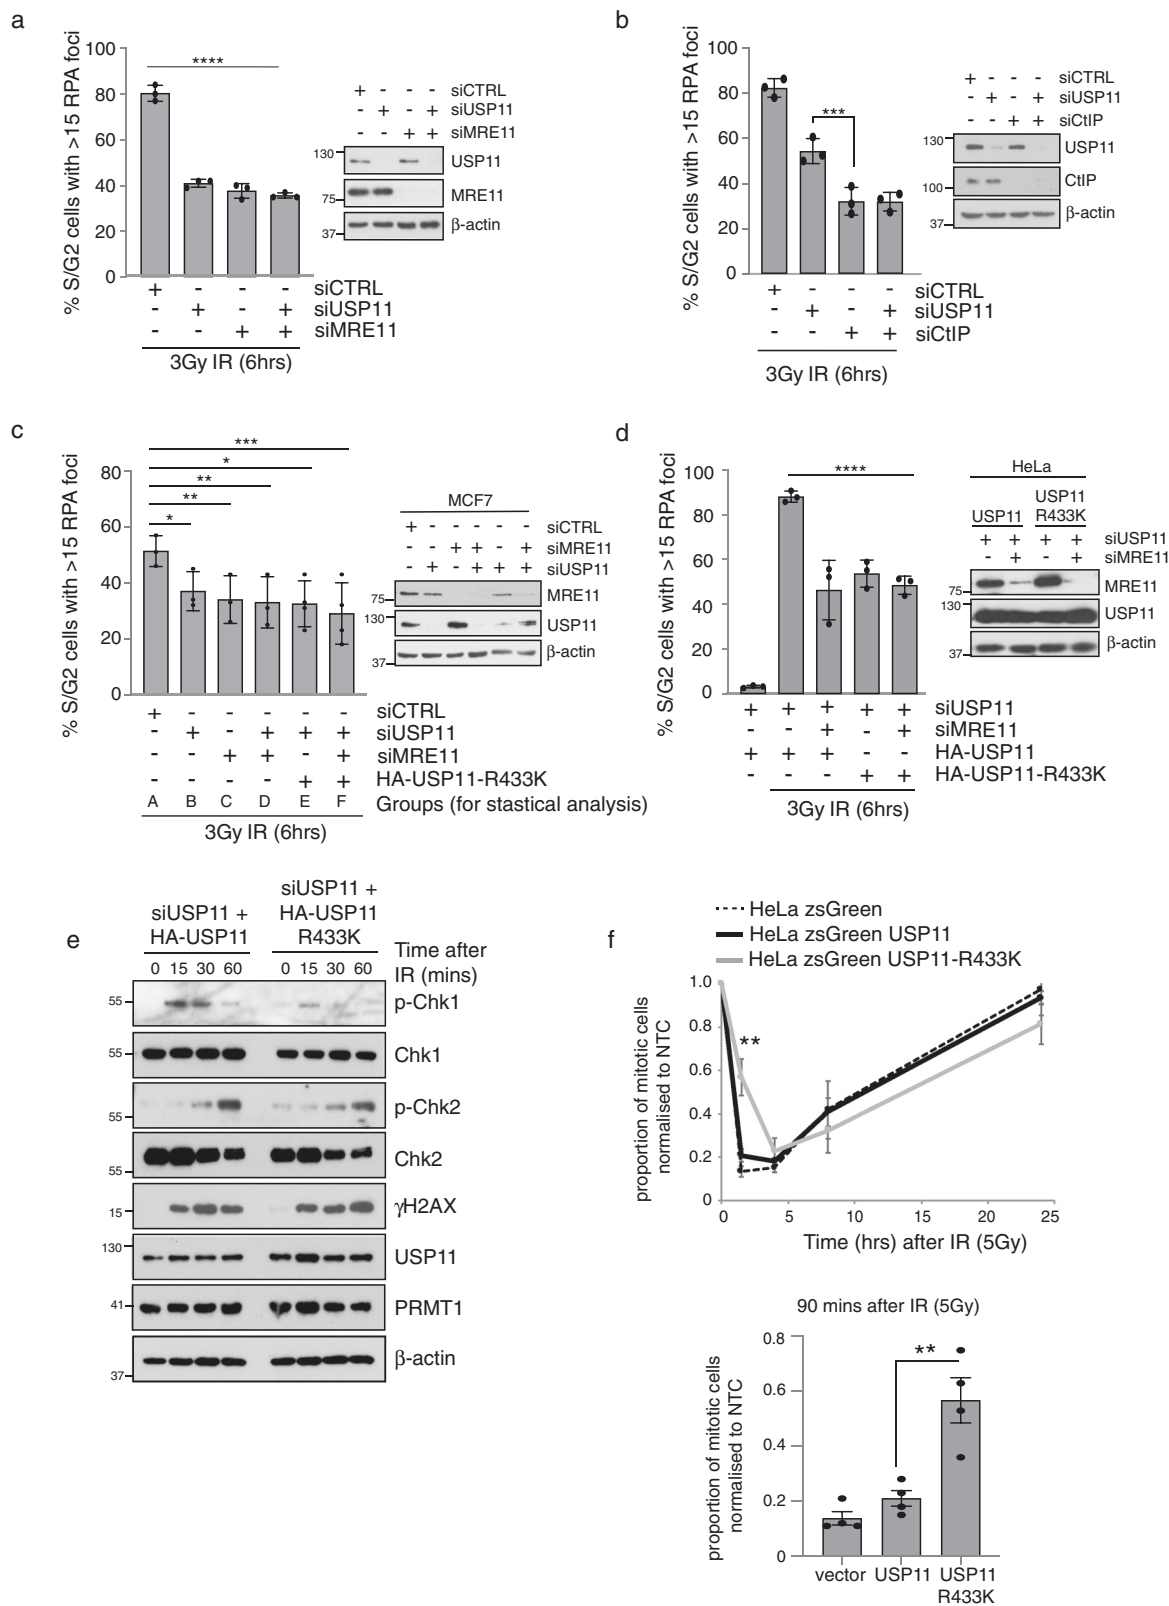 a
% S/G2 cells with >15 RPA foci
100
80
60
40
20
0
****
+ - - - siCTRL
- + - + siUSP11
- - + + siMRE11
3Gy IR (6hrs)
+ - - - siCTRL
- + - + siUSP11
- - + + siMRE11
130
USP11
75
MRE11
37
β-actin
b
% S/G2 cells with >15 RPA foci
100
80
60
40
20
0
***
+ - - - siCTRL
- + - + siUSP11
- - + + siCtIP
3Gy IR (6hrs)
+ - - - siCTRL
- + - + siUSP11
- - + + siCtIP
130
USP11
100
CtIP
37
β-actin
c
% S/G2 cells with >15 RPA foci
80
60
40
20
0
***
*
**
**
*
+ - - - - - siCTRL
- + - + + + siUSP11
- - + + - + siMRE11
- - - - + + HA-USP11-R433K
A B C D E F Groups (for stastical analysis)
3Gy IR (6hrs)
MCF7
+ - - - - - siCTRL
- - + + - + siMRE11
- + - + + + siUSP11
75
MRE11
130
USP11
37
β-actin
d
% S/G2 cells with >15 RPA foci
100
80
60
40
20
0
****
+ + + + + siUSP11
- - + - + siMRE11
+ + + - - HA-USP11
- - - + + HA-USP11-R433K
3Gy IR (6hrs)
HeLa
USP11
USP11
R433K
+ + + + siUSP11
- + - + siMRE11
75
MRE11
130
USP11
37
β-actin
e
siUSP11 +
HA-USP11
siUSP11 +
HA-USP11
R433K
Time after
IR (mins)
0 15 30 60 0 15 30 60
55
p-Chk1
55
Chk1
55
p-Chk2
55
Chk2
15
γH2AX
130
USP11
41
PRMT1
37
β-actin
f
HeLa zsGreen
HeLa zsGreen USP11
HeLa zsGreen USP11-R433K
proportion of mitotic cells
normalised to NTC
1.0
0.8
0.6
0.4
0.2
0
**
0 5 10 15 20 25
Time (hrs) after IR (5Gy)
90 mins after IR (5Gy)
proportion of mitotic cells
normalised to NTC
0.8
0.6
0.4
0.2
0
**
vector USP11 USP11
R433K